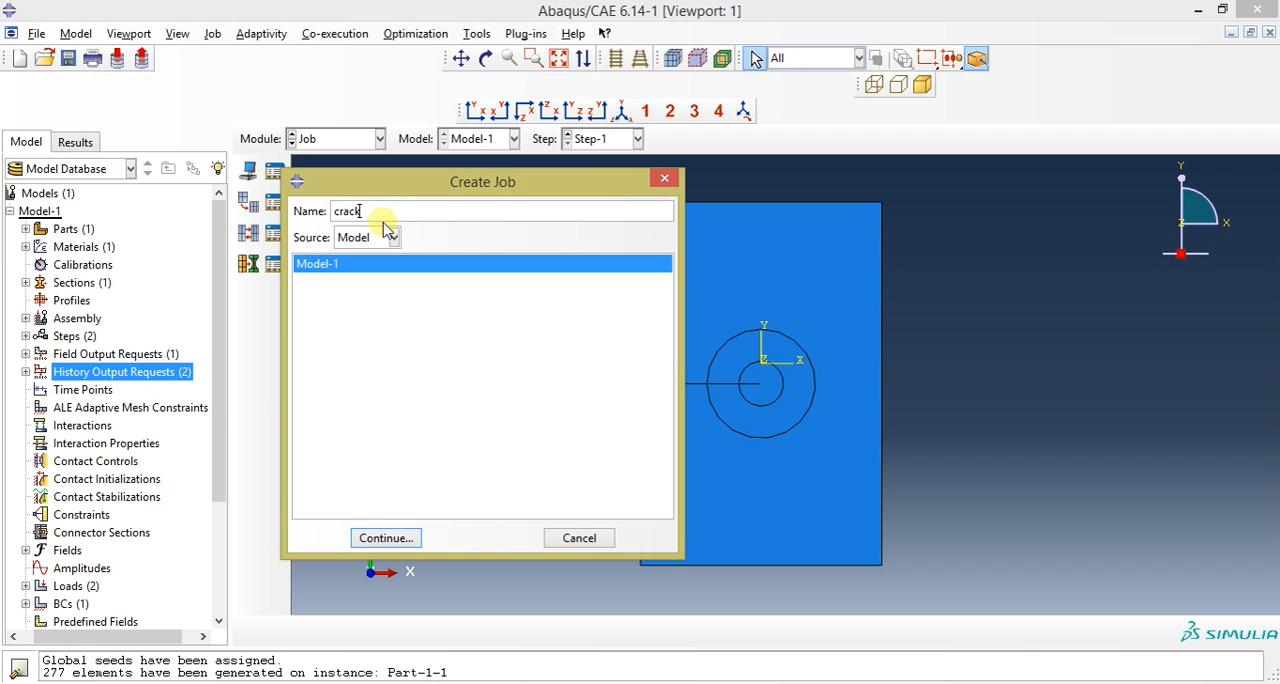 Abaqus/CAE 6.14-1 [Viewport: 1]
File Model Viewport View Job Adaptivity Co-execution Optimization Tools Plug-ins Help
All
1 2 3 4
Model Results
Module: Job Model: Model-1 Step: Step-1
Model Database
Models (1)
Model-1
Parts (1)
Materials (1)
Calibrations
Sections (1)
Profiles
Assembly
Steps (2)
Field Output Requests (1)
History Output Requests (2)
Time Points
ALE Adaptive Mesh Constraints
Interactions
Interaction Properties
Contact Controls
Contact Initializations
Contact Stabilizations
Constraints
Connector Sections
Fields
Amplitudes
Loads (2)
BCs (1)
Predefined Fields
Create Job
Name: crack
Source: Model
Model-1
Continue...
Cancel
Y
Z X
Y
Z X
X
SIMULIA
Global seeds have been assigned.
277 elements have been generated on instance: Part-1-1